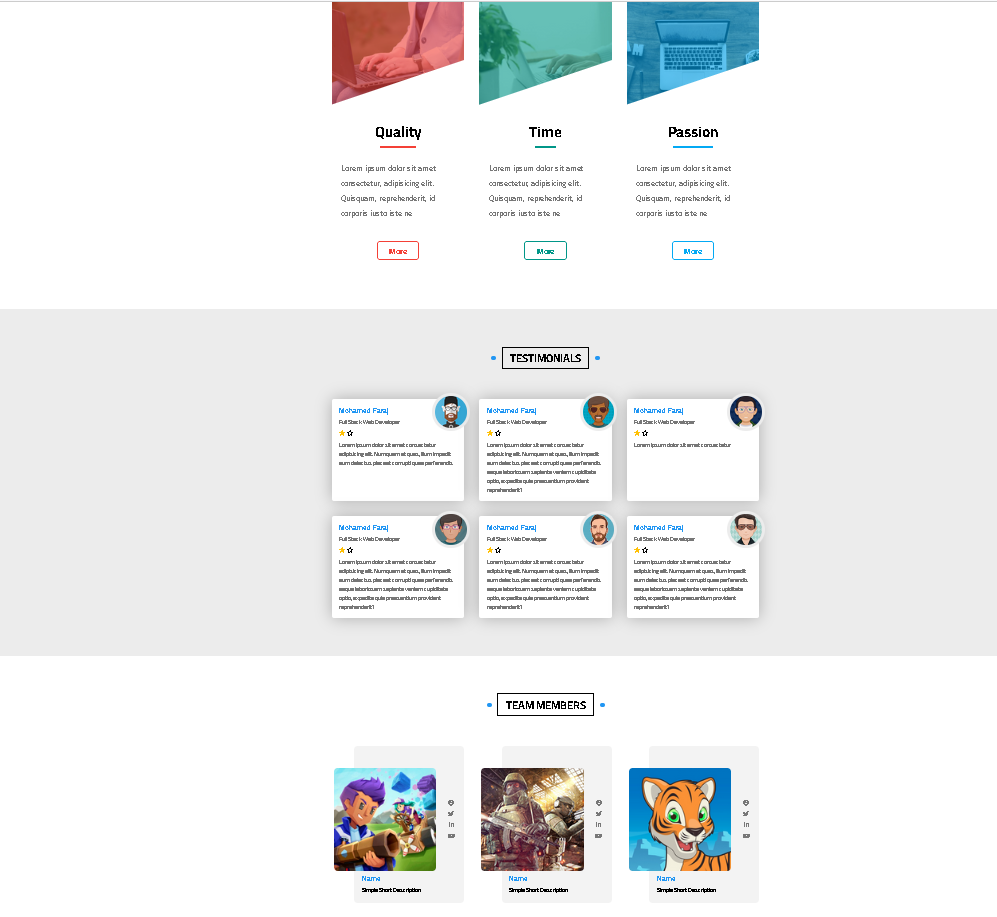 Quality
Lorem ipsum dolor sit amet
consectetur, adipisicing elit.
Quisquam, reprehenderit, id
corporis iusto iste ne
More
Time
Lorem ipsum dolor sit amet
consectetur, adipisicing elit.
Quisquam, reprehenderit, id
corporis iusto iste ne
More
Passion
Lorem ipsum dolor sit amet
consectetur, adipisicing elit.
Quisquam, reprehenderit, id
corporis iusto iste ne
More
TESTIMONIALS
Mohamed Faraj
Full Stack Web Developer
Lorem ipsum dolor sit amet consectetur
adipisicing elit. Numquam et quas, illum impedit
eum delectus. placeat corrupti quae perferendis.
Mohamed Faraj
Full Stack Web Developer
Lorem ipsum dolor sit amet consectetur
adipisicing elit. Numquam et quas, illum impedit
eum delectus. placeat corrupti quae perferendis.
eaque laboriosam sapiente veniam cupiditate
optio, expedita quia praesentium provident
reprehenderit?
Mohamed Faraj
Full Stack Web Developer
Lorem ipsum dolor sit amet consectetur
Mohamed Faraj
Full Stack Web Developer
Lorem ipsum dolor sit amet consectetur
adipisicing elit. Numquam et quas, illum impedit
eum delectus. placeat corrupti quae perferendis.
eaque laboriosam sapiente veniam cupiditate
optio, expedita quia praesentium provident
reprehenderit?
Mohamed Faraj
Full Stack Web Developer
Lorem ipsum dolor sit amet consectetur
adipisicing elit. Numquam et quas, illum impedit
eum delectus. placeat corrupti quae perferendis.
eaque laboriosam sapiente veniam cupiditate
optio, expedita quia praesentium provident
reprehenderit?
Mohamed Faraj
Full Stack Web Developer
Lorem ipsum dolor sit amet consectetur
adipisicing elit. Numquam et quas, illum impedit
eum delectus. placeat corrupti quae perferendis.
eaque laboriosam sapiente veniam cupiditate
optio, expedita quia praesentium provident
reprehenderit?
TEAM MEMBERS
Name
Simple Short Description
Name
Simple Short Description
Name
Simple Short Description